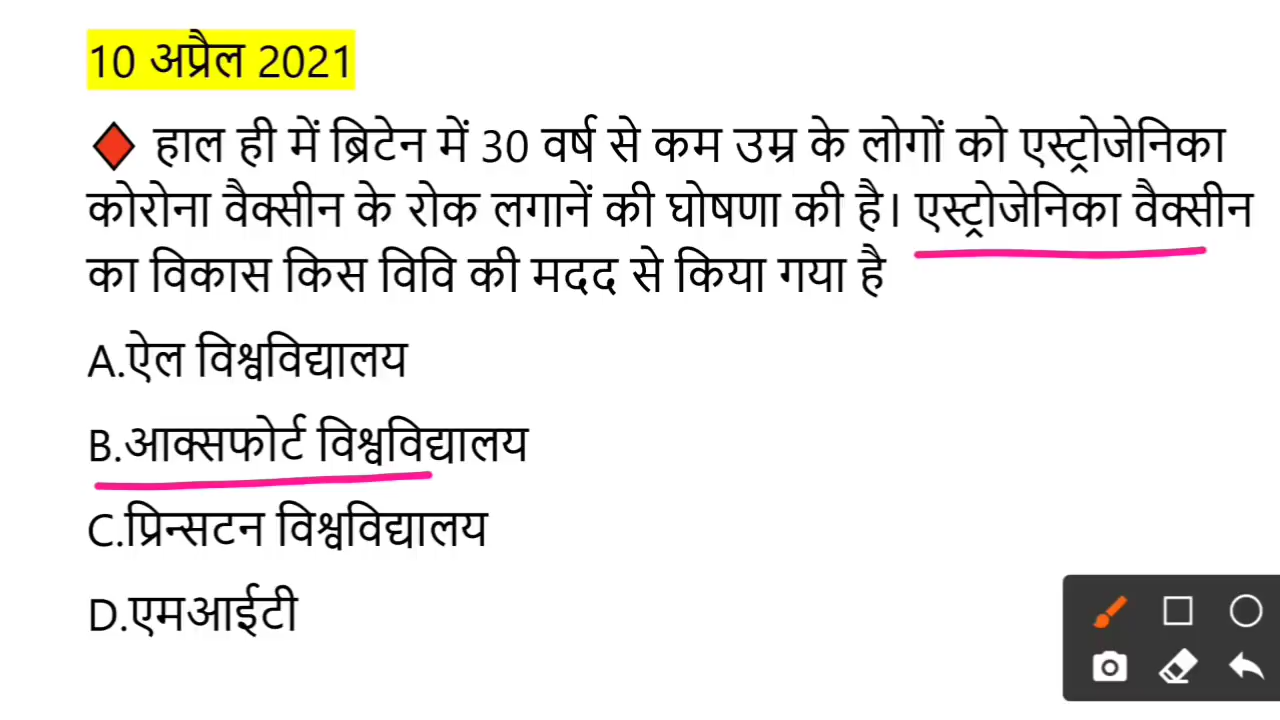 10 अप्रैल 2021
♦ हाल ही में ब्रिटेन में 30 वर्ष से कम उम्र के लोगों को एस्ट्रोजेनिका
कोरोना वैक्सीन के रोक लगानें की घोषणा की है। एस्ट्रोजेनिका वैक्सीन
का विकास किस विवि की मदद से किया गया है
A.ऐल विश्वविद्यालय
B.आक्सफोर्ट विश्वविद्यालय
C.प्रिन्सटन विश्वविद्यालय
D.एमआईटी